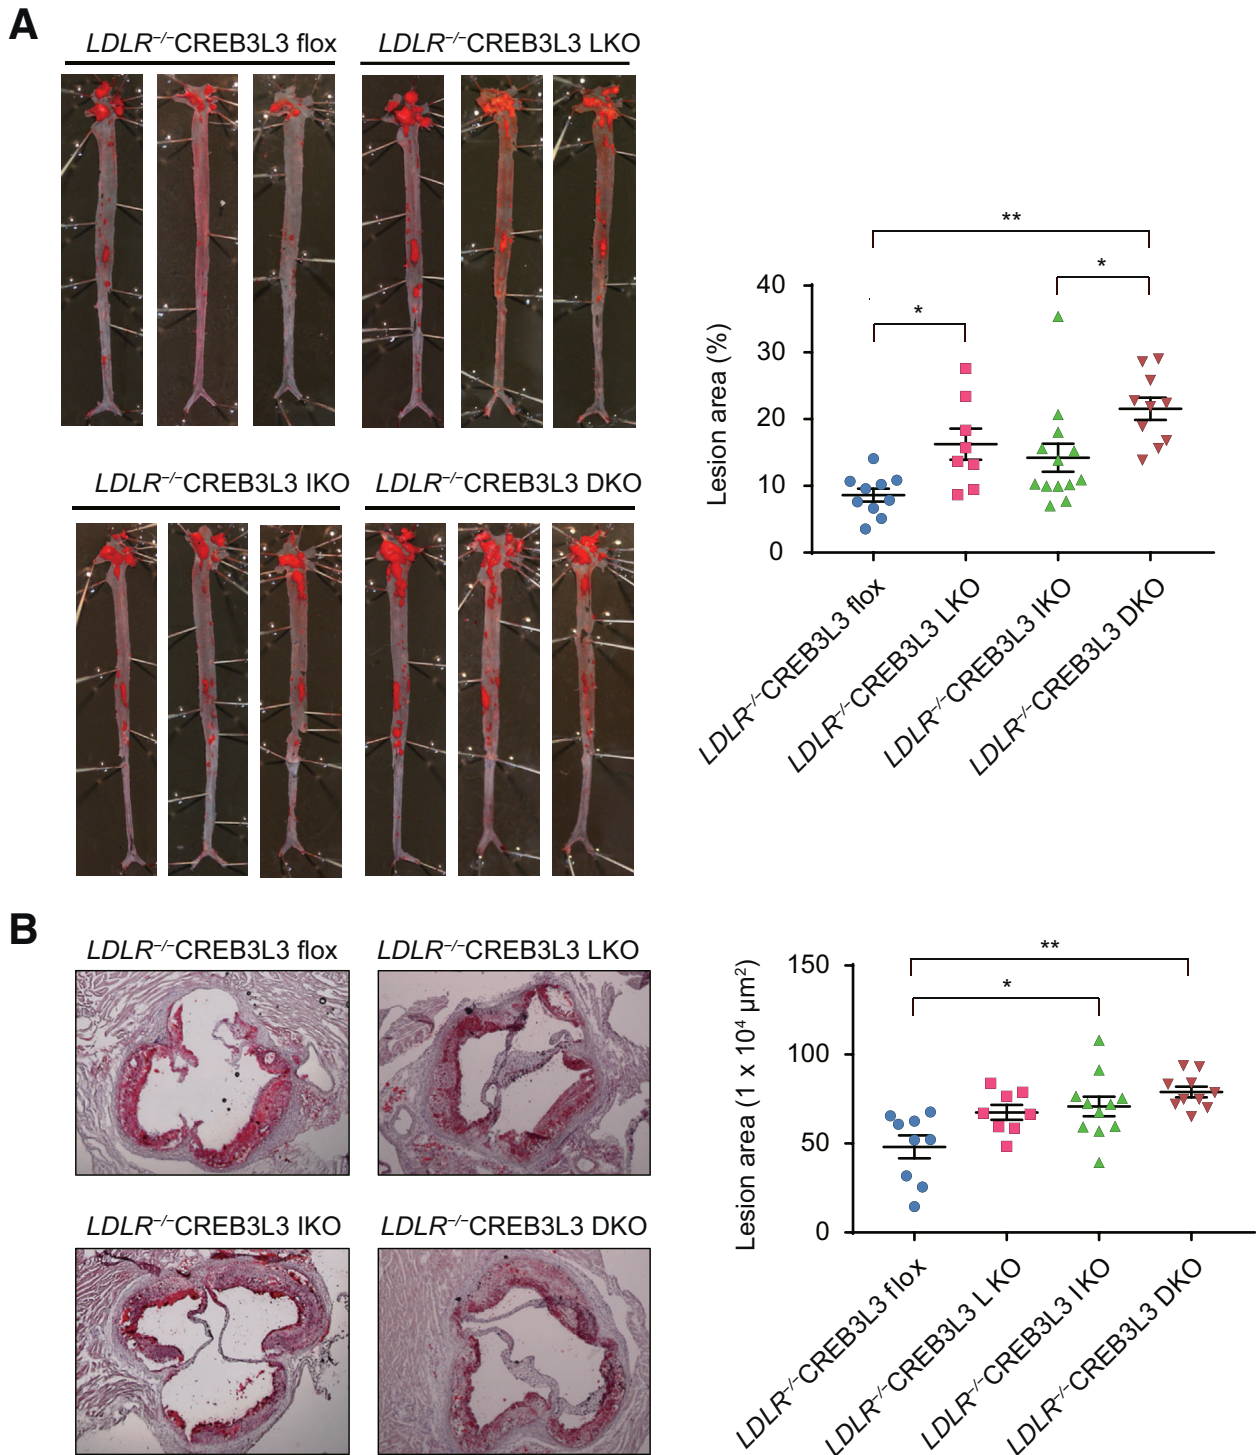 A
LDLR⁻/⁻CREB3L3 flox
LDLR⁻/⁻CREB3L3 LKO
LDLR⁻/⁻CREB3L3 IKO
LDLR⁻/⁻CREB3L3 DKO
**
*
*
Lesion area (%)
40
30
20
10
0
LDLR⁻/⁻CREB3L3 flox
LDLR⁻/⁻CREB3L3 LKO
LDLR⁻/⁻CREB3L3 IKO
LDLR⁻/⁻CREB3L3 DKO
B
LDLR⁻/⁻CREB3L3 flox
LDLR⁻/⁻CREB3L3 LKO
LDLR⁻/⁻CREB3L3 IKO
LDLR⁻/⁻CREB3L3 DKO
**
*
Lesion area (1 x 10⁴ μm²)
150
100
50
0
LDLR⁻/⁻CREB3L3 flox
LDLR⁻/⁻CREB3L3 L KO
LDLR⁻/⁻CREB3L3 I KO
LDLR⁻/⁻CREB3L3 DKO